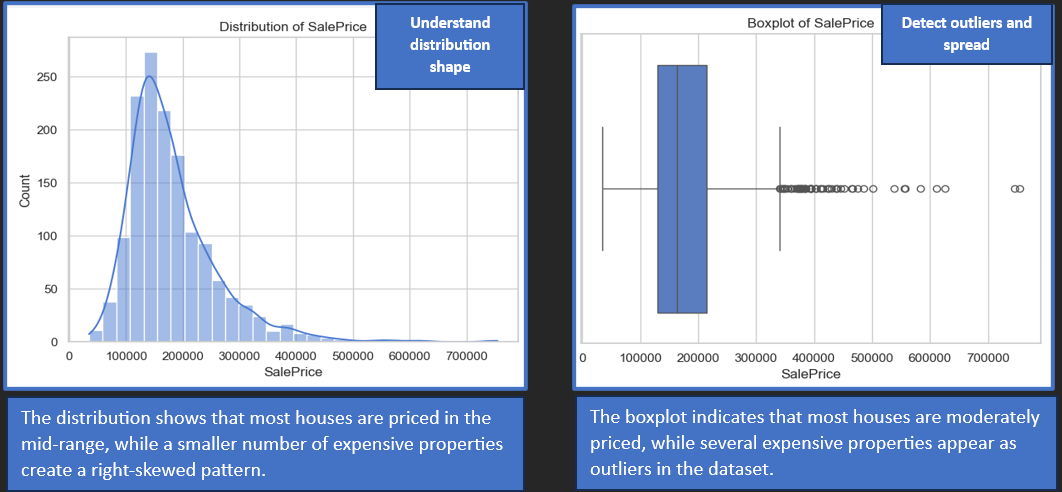 Distribution of SalePrice
Understand
distribution
shape
Count
250
200
150
100
50
0
0 100000 200000 300000 400000 500000 600000 700000
SalePrice
The distribution shows that most houses are priced in the
mid-range, while a smaller number of expensive properties
create a right-skewed pattern.
Boxplot of SalePrice
Detect outliers and
spread
0 100000 200000 300000 400000 500000 600000 700000
SalePrice
The boxplot indicates that most houses are moderately
priced, while several expensive properties appear as
outliers in the dataset.